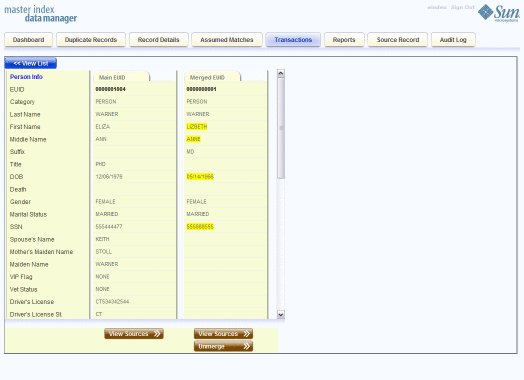 master index
data manager
eindex Sign Out
Sun
microsystems
Dashboard Duplicate Records Record Details Assumed Matches Transactions Reports Source Record Audit Log
<< View List
Person Info Main EUID Merged EUID
EUID 0000001004 0000000001
Category PERSON PERSON
Last Name WARNER WARNER
First Name ELIZA LIZBETH
Middle Name ANN ANNE
Suffix MD
Title PHD
DOB 12/06/1976 05/14/1966
Death
Gender FEMALE FEMALE
Marital Status MARRIED MARRIED
SSN 555444477
Spouse's Name KEITH
Mother's Maiden Name STOLL
Maiden Name WARNER
VIP Flag NONE
Vet Status NONE
Driver's License CT534342544
Driver's License St. CT
View Sources >> View Sources >>
Unmerge >>